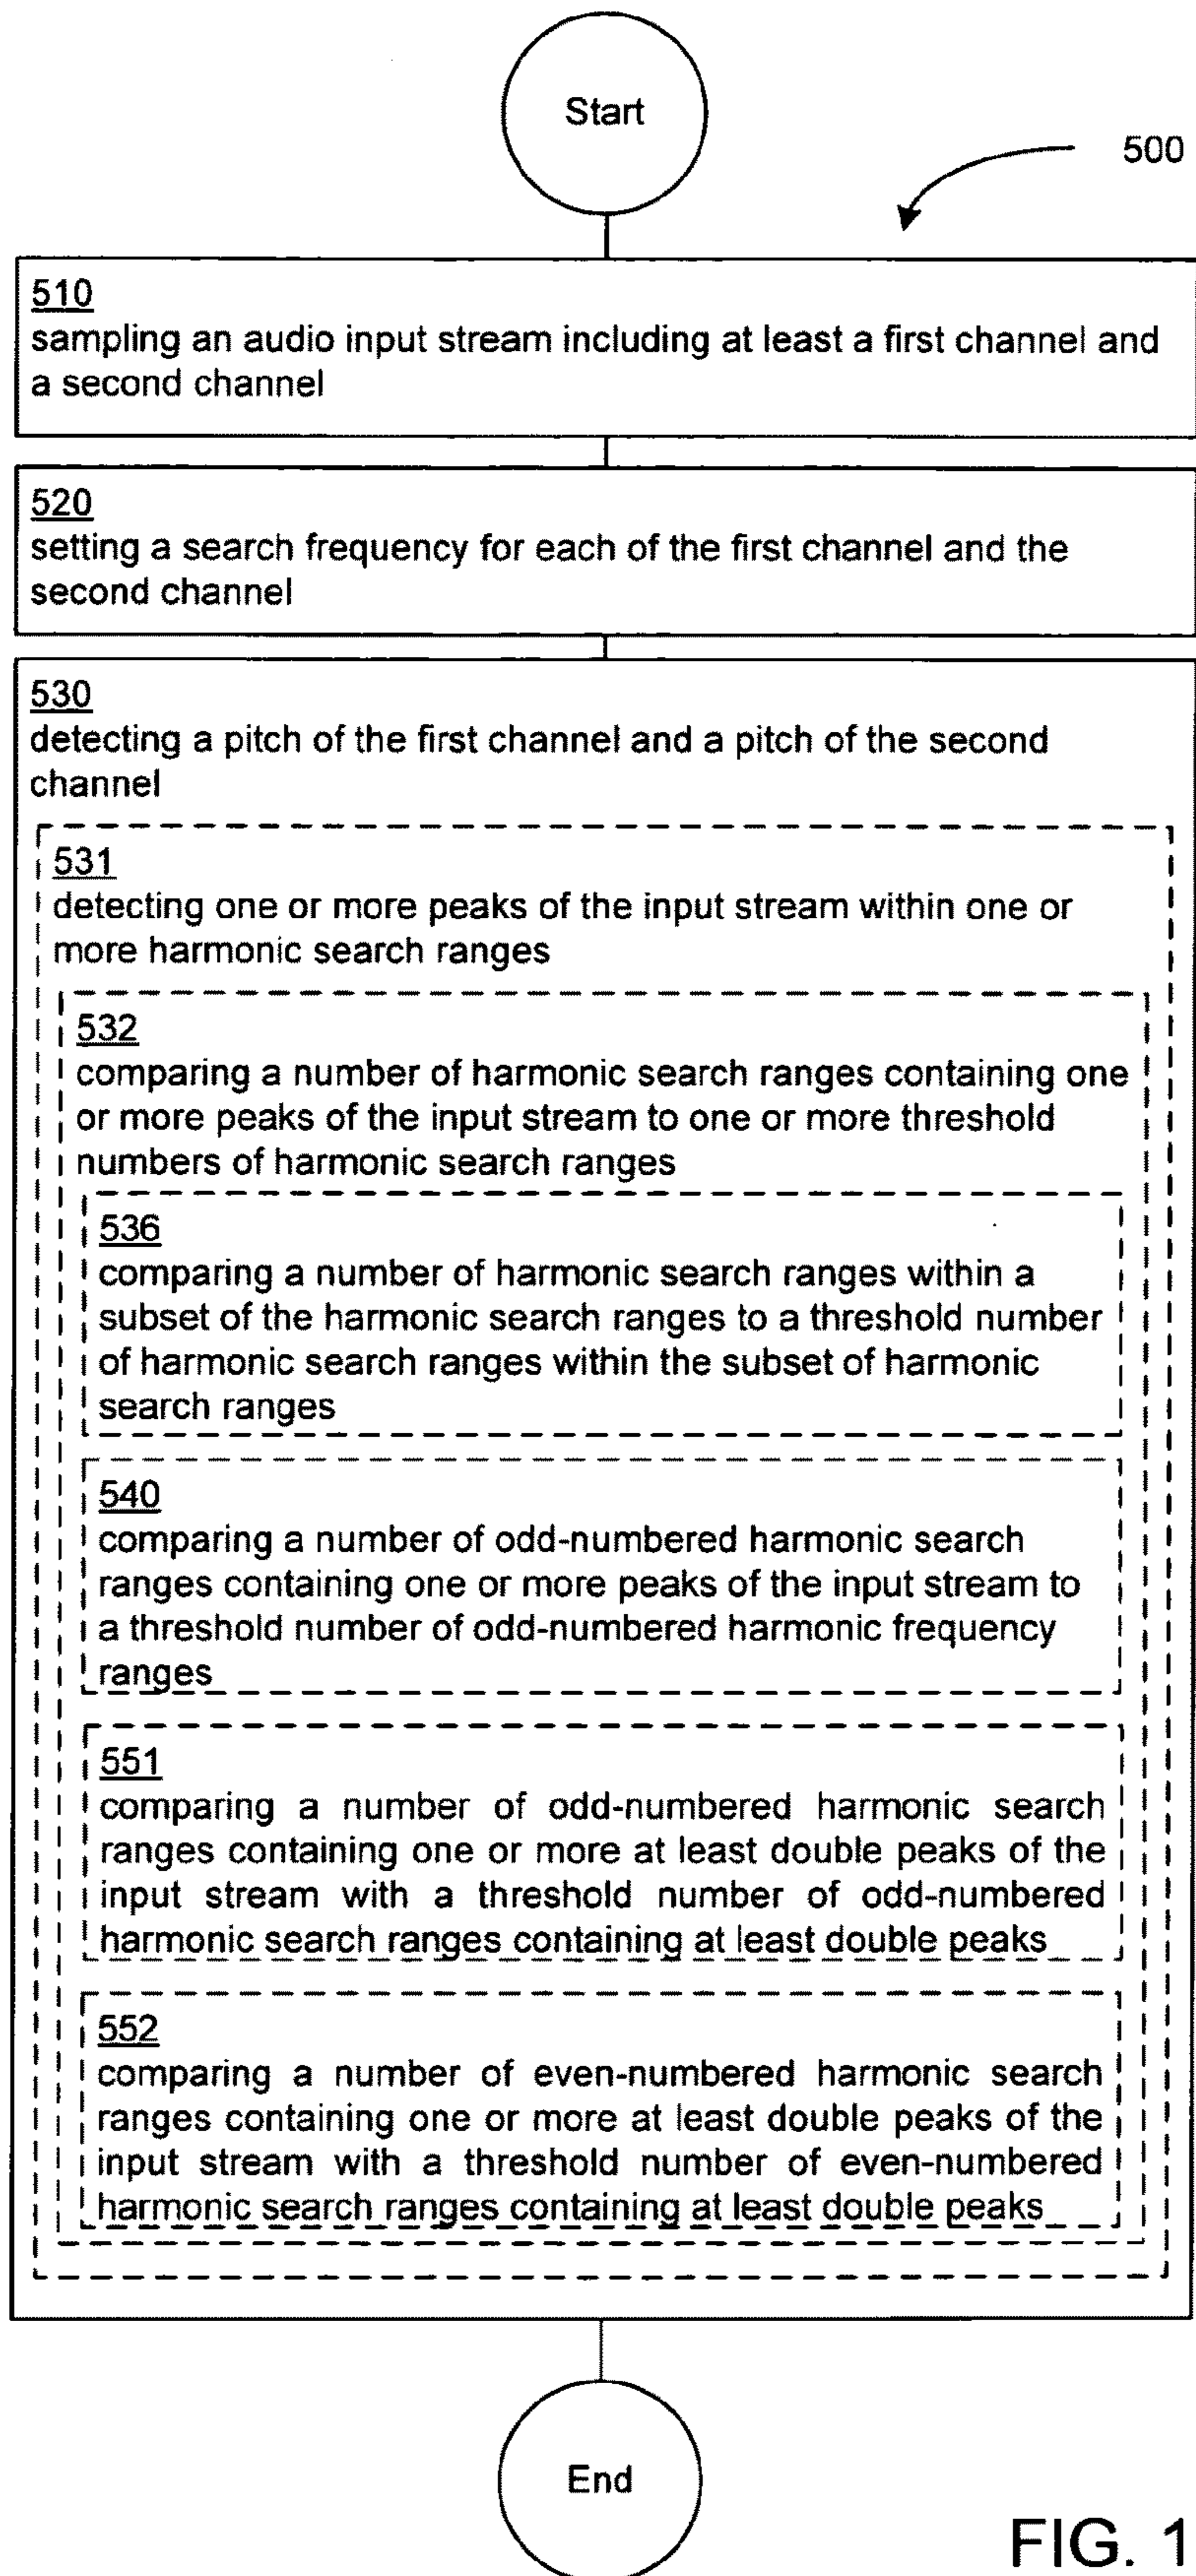 Start
500
510
sampling an audio input stream including at least a first channel and
a second channel
520
setting a search frequency for each of the first channel and the
second channel
530
detecting a pitch of the first channel and a pitch of the second
channel
531
detecting one or more peaks of the input stream within one or
more harmonic search ranges
532
comparing a number of harmonic search ranges containing one
or more peaks of the input stream to one or more threshold
numbers of harmonic search ranges
536
comparing a number of harmonic search ranges within a
subset of the harmonic search ranges to a threshold number
of harmonic search ranges within the subset of harmonic
search ranges
540
comparing a number of odd-numbered harmonic search
ranges containing one or more peaks of the input stream to
a threshold number of odd-numbered harmonic frequency
ranges
551
comparing a number of odd-numbered harmonic search
ranges containing one or more at least double peaks of the
input stream with a threshold number of odd-numbered
harmonic search ranges containing at least double peaks
552
comparing a number of even-numbered harmonic search
ranges containing one or more at least double peaks of the
input stream with a threshold number of even-numbered
harmonic search ranges containing at least double peaks
End
FIG. 1